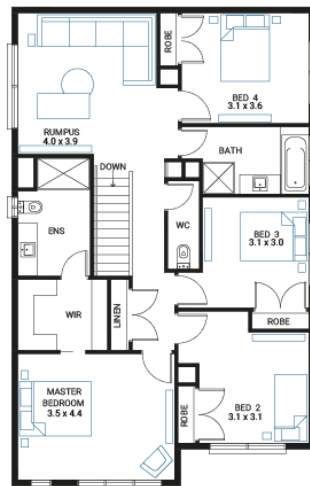 ROBE
BED 4
3.1 x 3.6
RUMPUS
4.0 x 3.9
BATH
DOWN
ENS
WC
BED 3
3.1 x 3.0
WIR
LINEN
ROBE
MASTER
BEDROOM
3.5 x 4.4
ROBE
BED 2
3.1 x 3.1